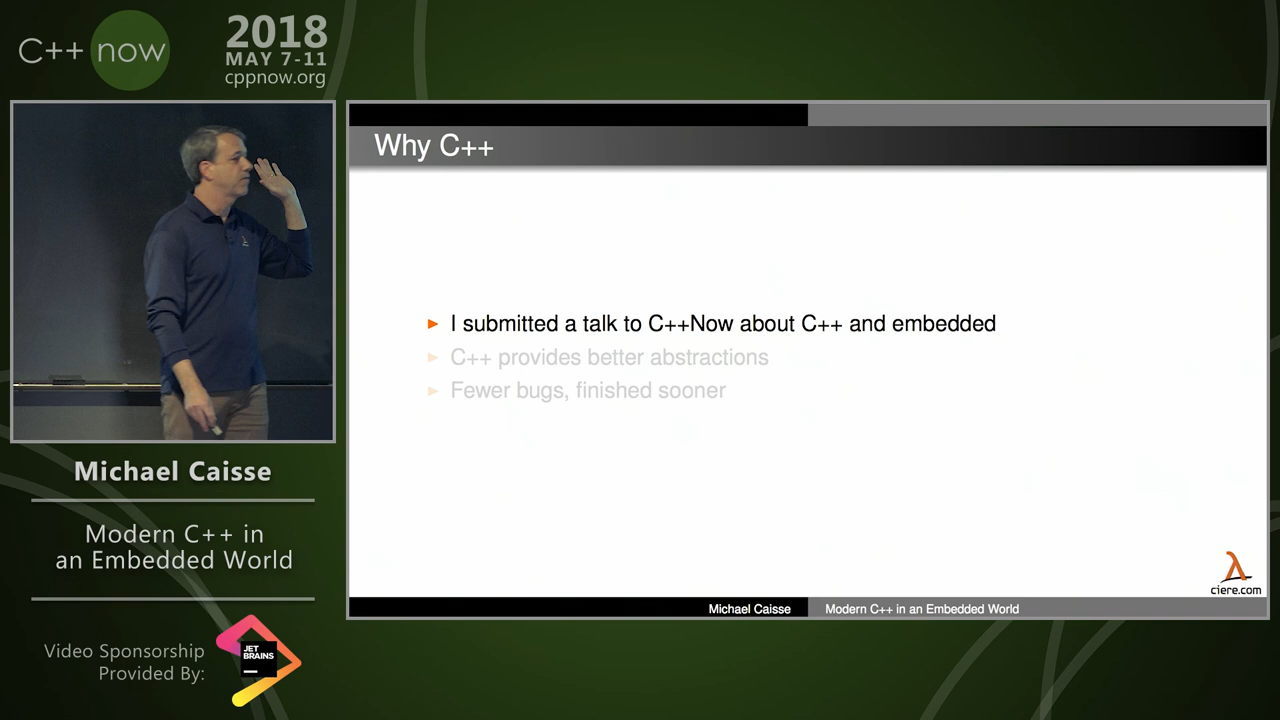 C++ now
2018
MAY 7-11
cppnow.org
Why C++
► I submitted a talk to C++Now about C++ and embedded
► C++ provides better abstractions
► Fewer bugs, finished sooner
λ
ciere.com
Michael Caisse
Modern C++ in an Embedded World
Michael Caisse
Modern C++ in
an Embedded World
Video Sponsorship
Provided By:
JET
BRAINS